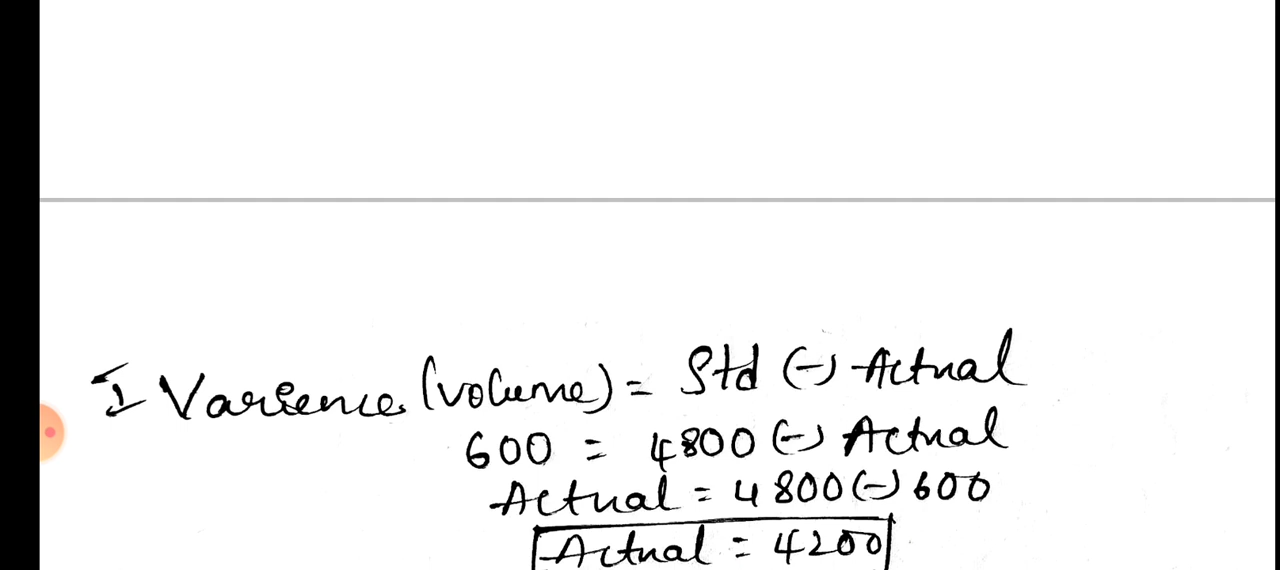 I Varience (volume) = Std (-) Actual
600 = 4800 (-) Actual
Actual = 4800 (-) 600
Actual = 4200